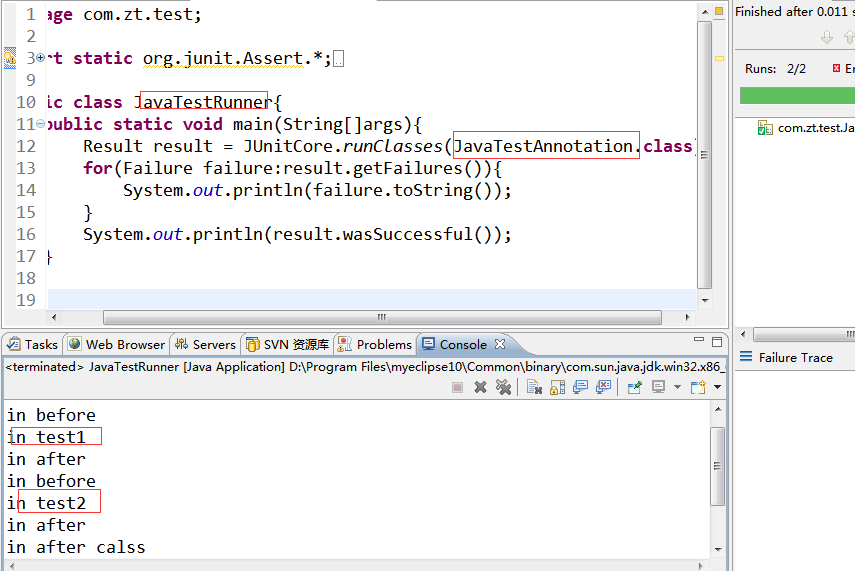 1 age com.zt.test;
2
3 rt static org.junit.Assert.*;
9
10 ic class JavaTestRunner{
11 public static void main(String[]args){
12 Result result = JUnitCore.runClasses(JavaTestAnnotation.class
13 for(Failure failure:result.getFailures()){
14 System.out.println(failure.toString());
15 }
16 System.out.println(result.wasSuccessful());
17 }
18
19
Finished after 0.011 s
Runs: 2/2 Er
com.zt.test.Ja
Failure Trace
Tasks Web Browser Servers SVN 资源库 Problems Console
<terminated> JavaTestRunner [Java Application] D:\Program Files\myeclipse10\Common\binary\com.sun.java.jdk.win32.x86_
in before
in test1
in after
in before
in test2
in after
in after calss